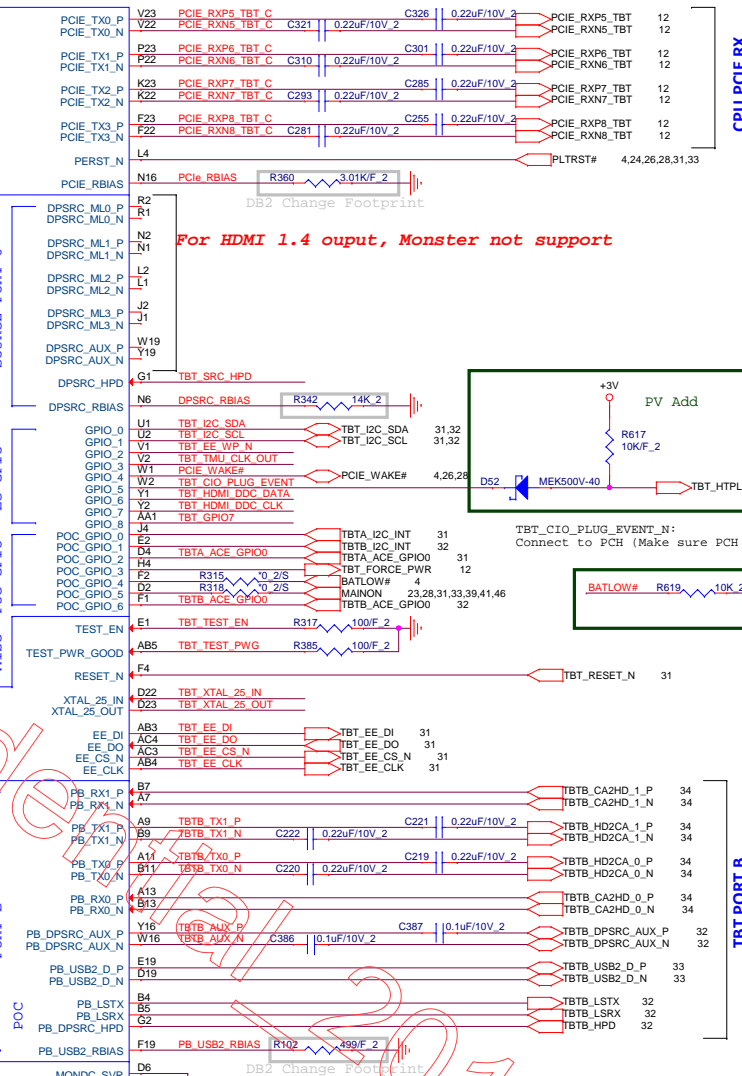 PCIE_TX0_P V23 PCIE_RXP5_TBT_C C326 0.22uF/10V_2 PCIE_RXP5_TBT 12
PCIE_TX0_N V22 PCIE_RXN5_TBT_C C321 0.22uF/10V_2 PCIE_RXN5_TBT 12
PCIE_TX1_P P23 PCIE_RXP6_TBT_C C301 0.22uF/10V_2 PCIE_RXP6_TBT 12
PCIE_TX1_N P22 PCIE_RXN6_TBT_C C310 0.22uF/10V_2 PCIE_RXN6_TBT 12
PCIE_TX2_P K23 PCIE_RXP7_TBT_C C285 0.22uF/10V_2 PCIE_RXP7_TBT 12
PCIE_TX2_N K22 PCIE_RXN7_TBT_C C293 0.22uF/10V_2 PCIE_RXN7_TBT 12
PCIE_TX3_P F23 PCIE_RXP8_TBT_C C255 0.22uF/10V_2 PCIE_RXP8_TBT 12
PCIE_TX3_N F22 PCIE_RXN8_TBT_C C281 0.22uF/10V_2 PCIE_RXN8_TBT 12
CPU PCIE RX
PERST_N L4 PLTRST# 4,24,26,28,31,33
PCIE_RBIAS N16 PCIe_RBIAS R360 3.01K/F_2
DB2 Change Footprint
DPSRC_ML0_P R2
DPSRC_ML0_N R1
For HDMI 1.4 ouput, Monster not support
DPSRC_ML1_P N2
DPSRC_ML1_N N1
DPSRC_ML2_P L2
DPSRC_ML2_N L1
DPSRC_ML3_P J2
DPSRC_ML3_N J1
DPSRC_AUX_P W19
DPSRC_AUX_N Y19
DPSRC_HPD G1 TBT_SRC_HPD
DPSRC_RBIAS N6 DPSRC_RBIAS R342 14K_2
+3V
PV Add
R617
10K/F_2
GPIO_0 U1 TBT_I2C_SDA TBT_I2C_SDA 31,32
GPIO_1 U2 TBT_I2C_SCL TBT_I2C_SCL 31,32
GPIO_2 V1 TBT_EE_WP_N
GPIO_3 V2 TBT_TMU_CLK_OUT
GPIO_4 W1 PCIE_WAKE# PCIE_WAKE# 4,26,28
GPIO_5 W2 TBT_CIO_PLUG_EVENT D52 MEK500V-40 TBT_HTPL
GPIO_6 Y1 TBT_HDMI_DDC_DATA
GPIO_7 Y2 TBT_HDMI_DDC_CLK
GPIO_8 AA1 TBT_GPIO7
TBT_CIO_PLUG_EVENT_N:
Connect to PCH (Make sure PCH
POC_GPIO_0 J4 TBTA_I2C_INT 31
POC_GPIO_1 E2 TBTB_I2C_INT 32
POC_GPIO_2 D4 TBTA_ACE_GPIO0 TBTA_ACE_GPIO0 31
POC_GPIO_3 H4 TBT_FORCE_PWR 12
POC_GPIO_4 F2 R315 *0_2/S BATLOW# 4
POC_GPIO_5 D2 R318 *0_2/S MAINON 23,28,31,33,39,41,46
POC_GPIO_6 F1 TBTB_ACE_GPIO0 TBTB_ACE_GPIO0 32
BATLOW# R619 10K_2
TEST_EN E1 TBT_TEST_EN R317 100/F_2
TEST_PWR_GOOD AB5 TBT_TEST_PWG R385 100/F_2
RESET_N F4 TBT_RESET_N 31
XTAL_25_IN D22 TBT_XTAL_25_IN
XTAL_25_OUT D23 TBT_XTAL_25_OUT
EE_DI AB3 TBT_EE_DI TBT_EE_DI 31
EE_DO AC4 TBT_EE_DO TBT_EE_DO 31
EE_CS_N AC3 TBT_EE_CS_N TBT_EE_CS_N 31
EE_CLK AB4 TBT_EE_CLK TBT_EE_CLK 31
PB_RX1_P B7 TBTB_CA2HD_1_P 34
PB_RX1_N A7 TBTB_CA2HD_1_N 34
PB_TX1_P A9 TBTB_TX1_P C221 0.22uF/10V_2 TBTB_HD2CA_1_P 34
PB_TX1_N B9 TBTB_TX1_N C222 0.22uF/10V_2 TBTB_HD2CA_1_N 34
PB_TX0_P A11 TBTB_TX0_P C219 0.22uF/10V_2 TBTB_HD2CA_0_P 34
PB_TX0_N B11 TBTB_TX0_N C220 0.22uF/10V_2 TBTB_HD2CA_0_N 34
PB_RX0_P A13 TBTB_CA2HD_0_P 34
PB_RX0_N B13 TBTB_CA2HD_0_N 34
TBT PORT B
PB_DPSRC_AUX_P Y16 TBTB_AUX_P C387 0.1uF/10V_2 TBTB_DPSRC_AUX_P 32
PB_DPSRC_AUX_N W16 TBTB_AUX_N C386 0.1uF/10V_2 TBTB_DPSRC_AUX_N 32
PB_USB2_D_P E19 TBTB_USB2_D_P 33
PB_USB2_D_N D19 TBTB_USB2_D_N 33
POC
PB_LSTX B4 TBTB_LSTX 32
PB_LSRX B5 TBTB_LSRX 32
PB_DPSRC_HPD G2 TBTB_HPD 32
PB_USB2_RBIAS F19 PB_USB2_RBIAS R102 499/F_2
DB2 Change Footprint
MONDC_SVR D6